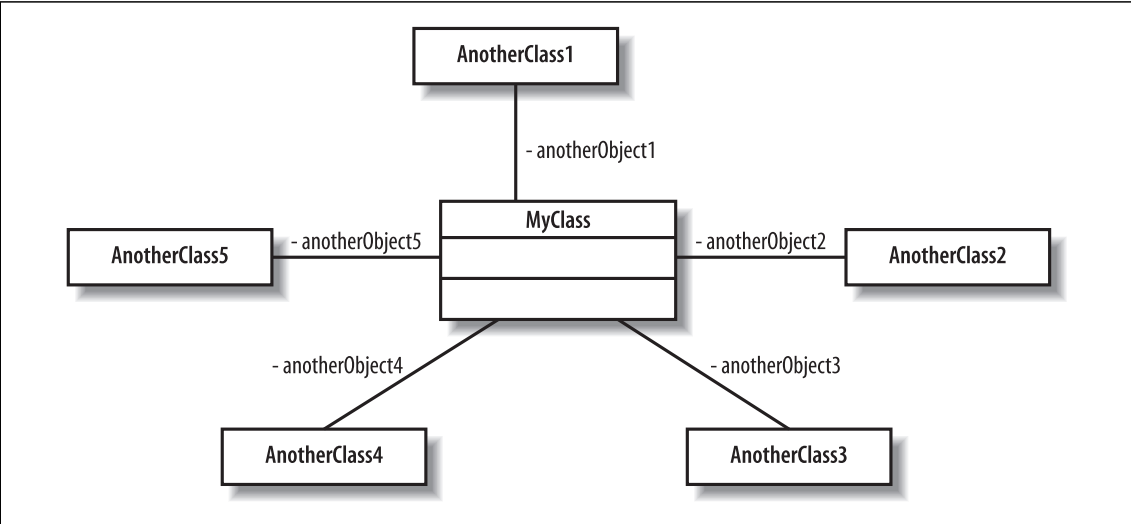 AnotherClass1
- anotherObject1
MyClass
- anotherObject5
- anotherObject2
AnotherClass5
AnotherClass2
- anotherObject4
- anotherObject3
AnotherClass4
AnotherClass3